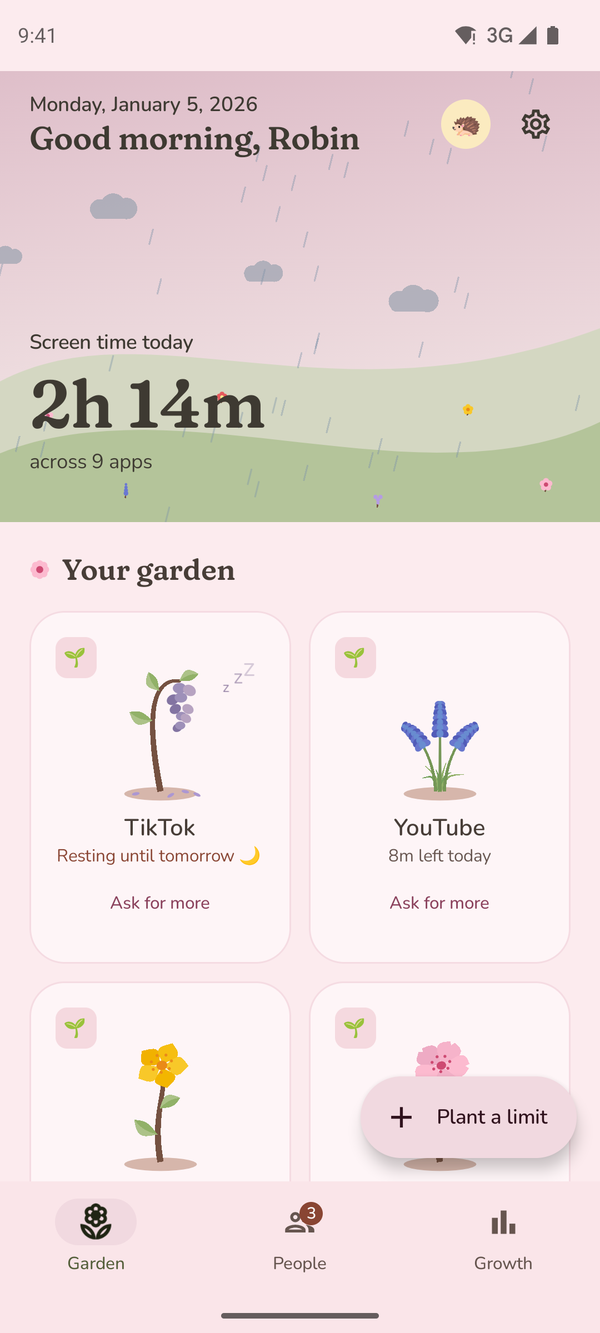 9:41
3G
Monday, January 5, 2026
Good morning, Robin
Screen time today
2h 14m
across 9 apps
Your garden
z z Z
TikTok
Resting until tomorrow 🌙
Ask for more
YouTube
8m left today
Ask for more
+ Plant a limit
3
Garden
People
Growth